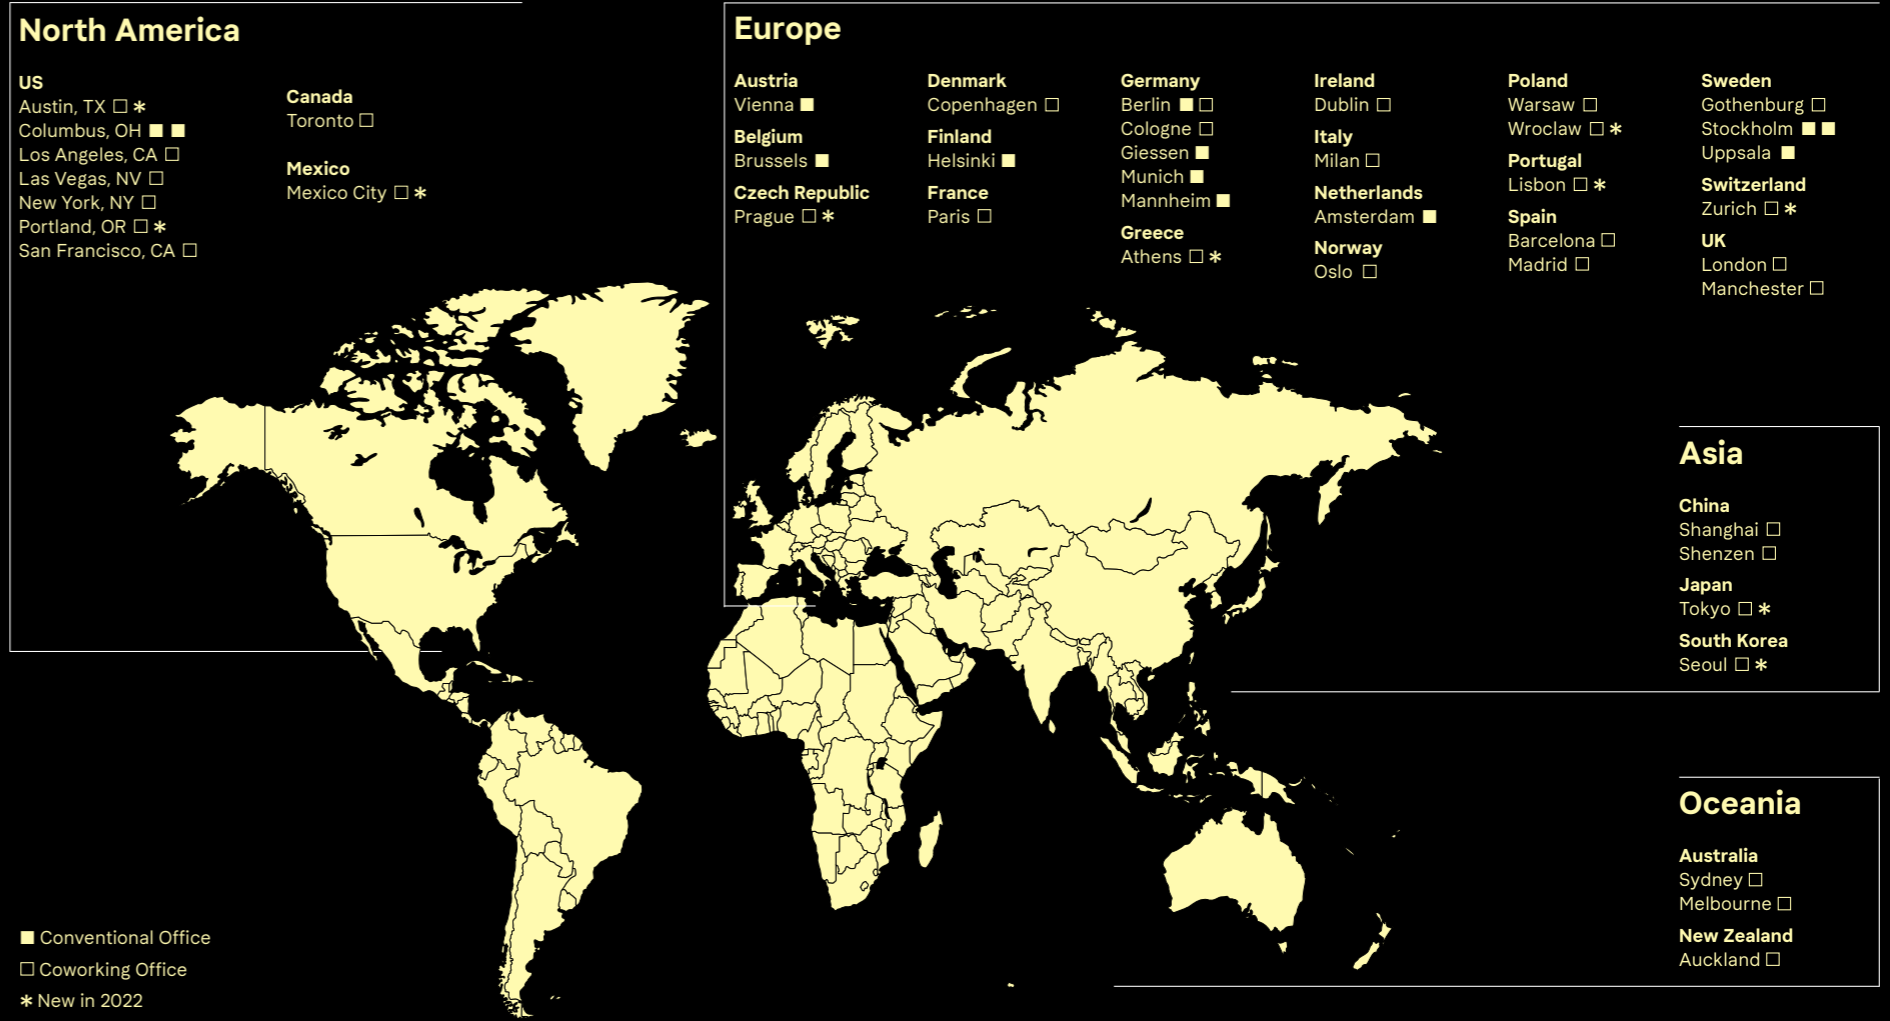 North America
US
Austin, TX □ *
Columbus, OH ■ ■
Los Angeles, CA □
Las Vegas, NV □
New York, NY □
Portland, OR □ *
San Francisco, CA □
Canada
Toronto □
Mexico
Mexico City □ *
Europe
Austria
Vienna ■
Belgium
Brussels ■
Czech Republic
Prague □ *
Denmark
Copenhagen □
Finland
Helsinki ■
France
Paris □
Germany
Berlin ■ □
Cologne □
Giessen ■
Munich ■
Mannheim ■
Greece
Athens □ *
Ireland
Dublin □
Italy
Milan □
Netherlands
Amsterdam ■
Norway
Oslo □
Poland
Warsaw □
Wroclaw □ *
Portugal
Lisbon □ *
Spain
Barcelona □
Madrid □
Sweden
Gothenburg □
Stockholm ■ ■
Uppsala ■
Switzerland
Zurich □ *
UK
London □
Manchester □
Asia
China
Shanghai □
Shenzen □
Japan
Tokyo □ *
South Korea
Seoul □ *
Oceania
Australia
Sydney □
Melbourne □
New Zealand
Auckland □
■ Conventional Office
□ Coworking Office
* New in 2022